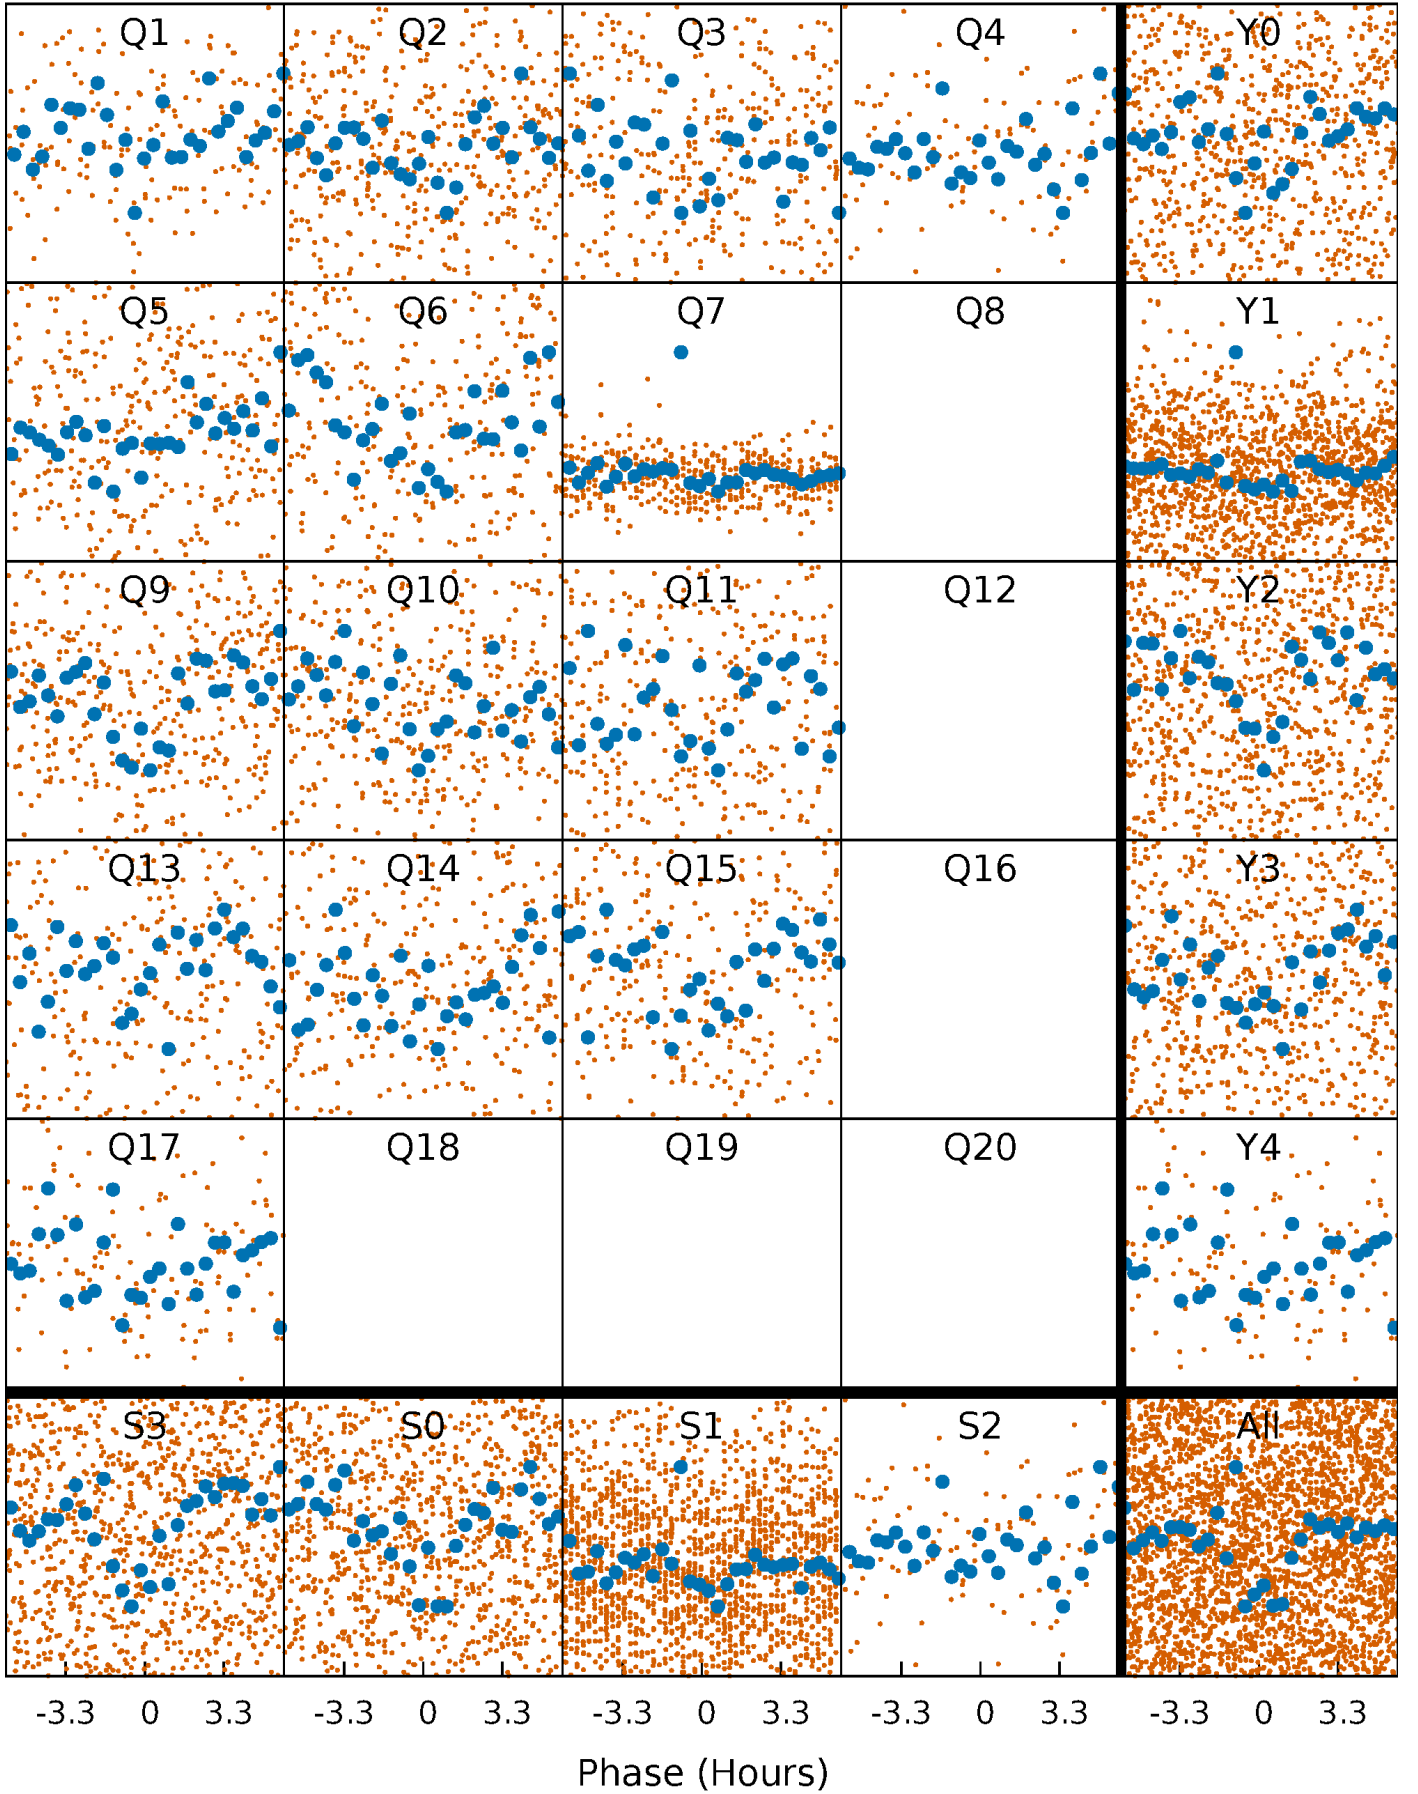 Q1 Q2 Q3 Q4 Y0
Q5 Q6 Q7 Q8 Y1
Q9 Q10 Q11 Q12 Y2
Q13 Q14 Q15 Q16 Y3
Q17 Q18 Q19 Q20 Y4
S3 S0 S1 S2 All
-3.3 0 3.3 -3.3 0 3.3 -3.3 0 3.3 -3.3 0 3.3 -3.3 0 3.3
Phase (Hours)